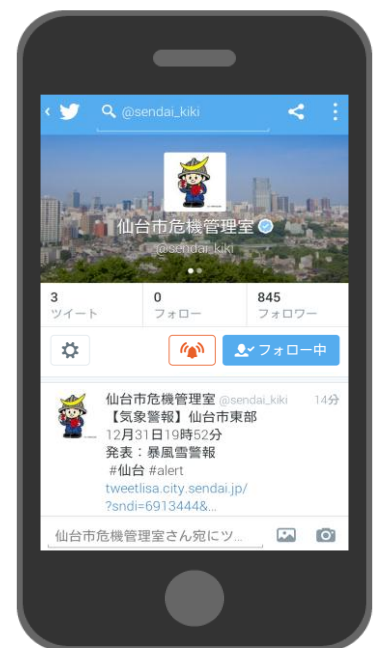 @sendai_kiki
仙台市危機管理室
@sendai_kiki
3
ツイート
0
フォロー
845
フォロワー
フォロー中
仙台市危機管理室 @sendai_kiki 14分
【気象警報】仙台市東部
12月31日19時52分
発表：暴風雪警報
#仙台 #alert
tweetlisa.city.sendai.jp/
?sndi=6913444&...
仙台市危機管理室さん宛にツ...